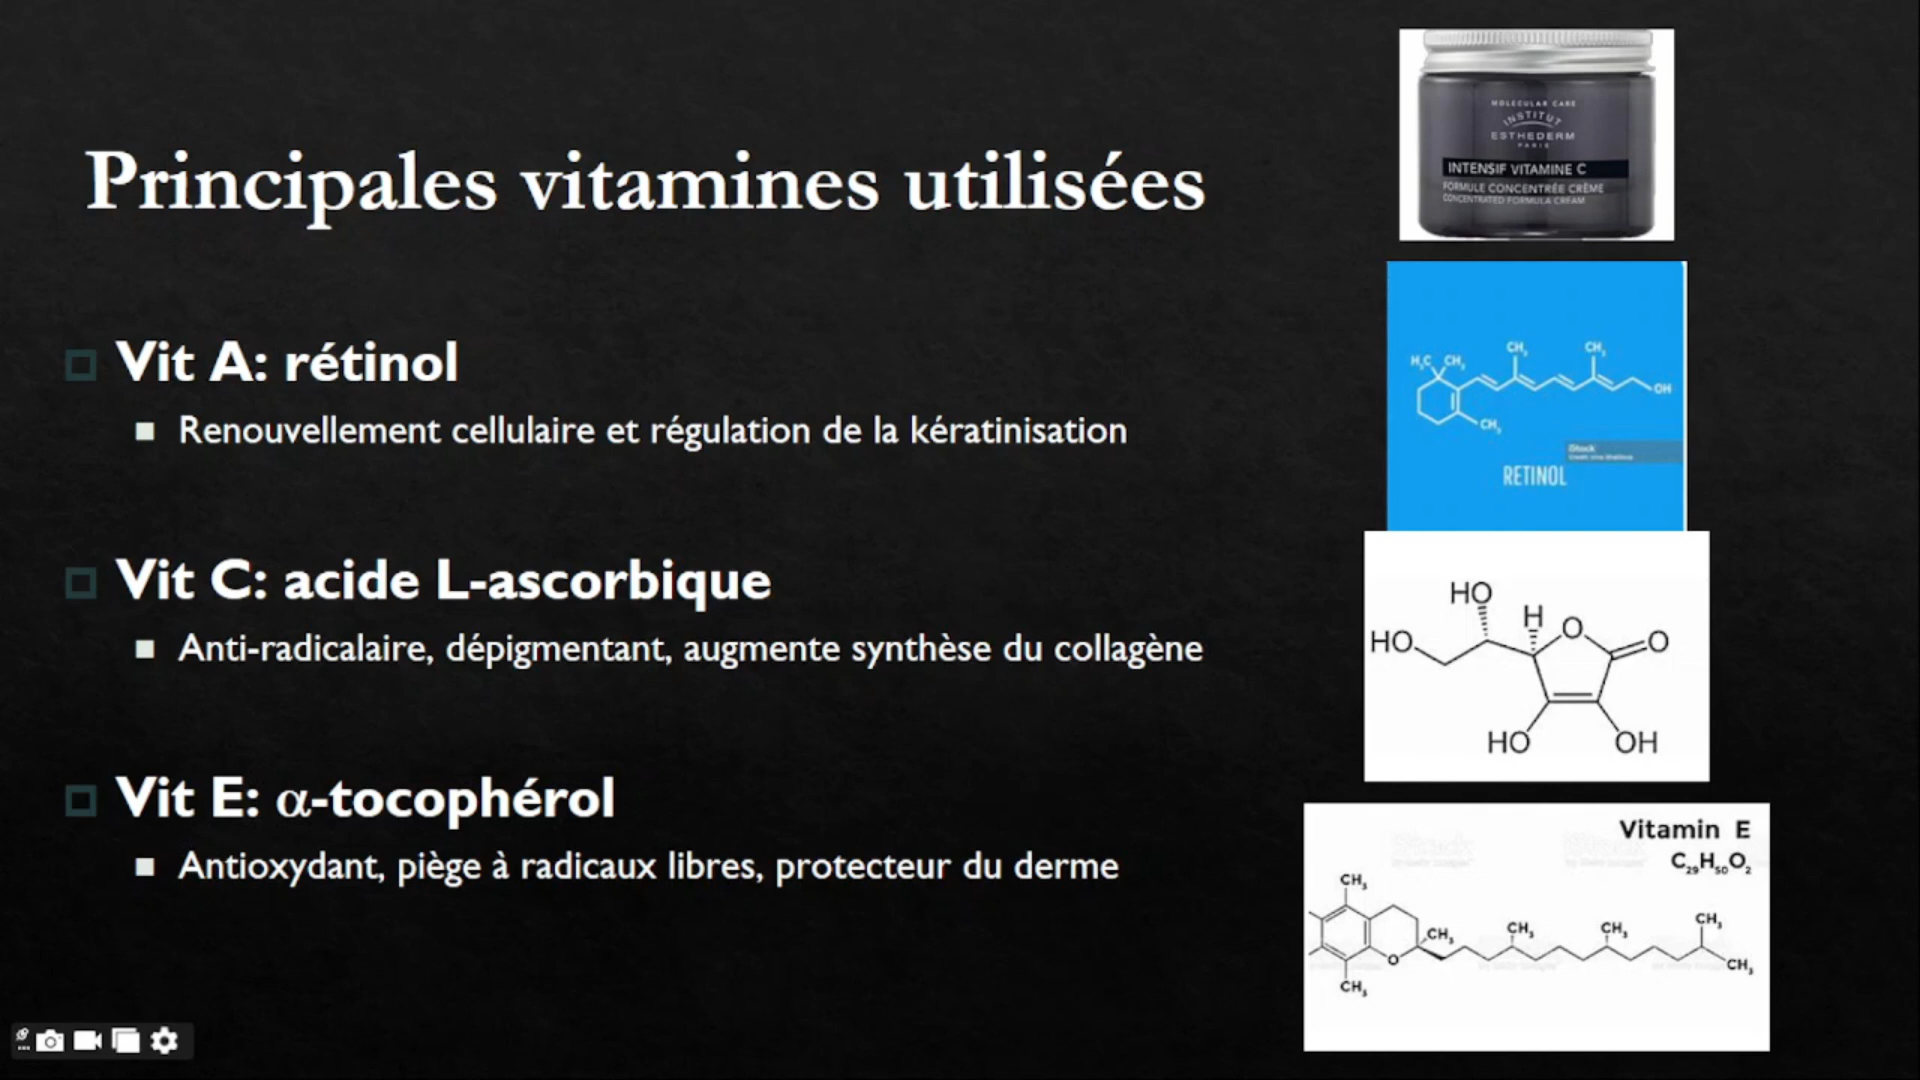 Principales vitamines utilisées
Vit A: rétinol
Renouvellement cellulaire et régulation de la kératinisation
Vit C: acide L-ascorbique
Anti-radicalaire, dépigmentant, augmente synthèse du collagène
Vit E: α-tocophérol
Antioxydant, piège à radicaux libres, protecteur du derme
MOLECULAR CARE
INSTITUT
ESTHEDERM
PARIS
INTENSIF VITAMINE C
FORMULE CONCENTRÉE CRÈME
CONCENTRATED FORMULA CREAM
CH₃ CH₃
H₃C CH₃
OH
CH₃
iStock
RETINOL
HO
H
O
HO
O
HO OH
Vitamin E
C₂₉H₅₀O₂
CH₃
CH₃
CH₃ CH₃ CH₃
O
CH₃
CH₃